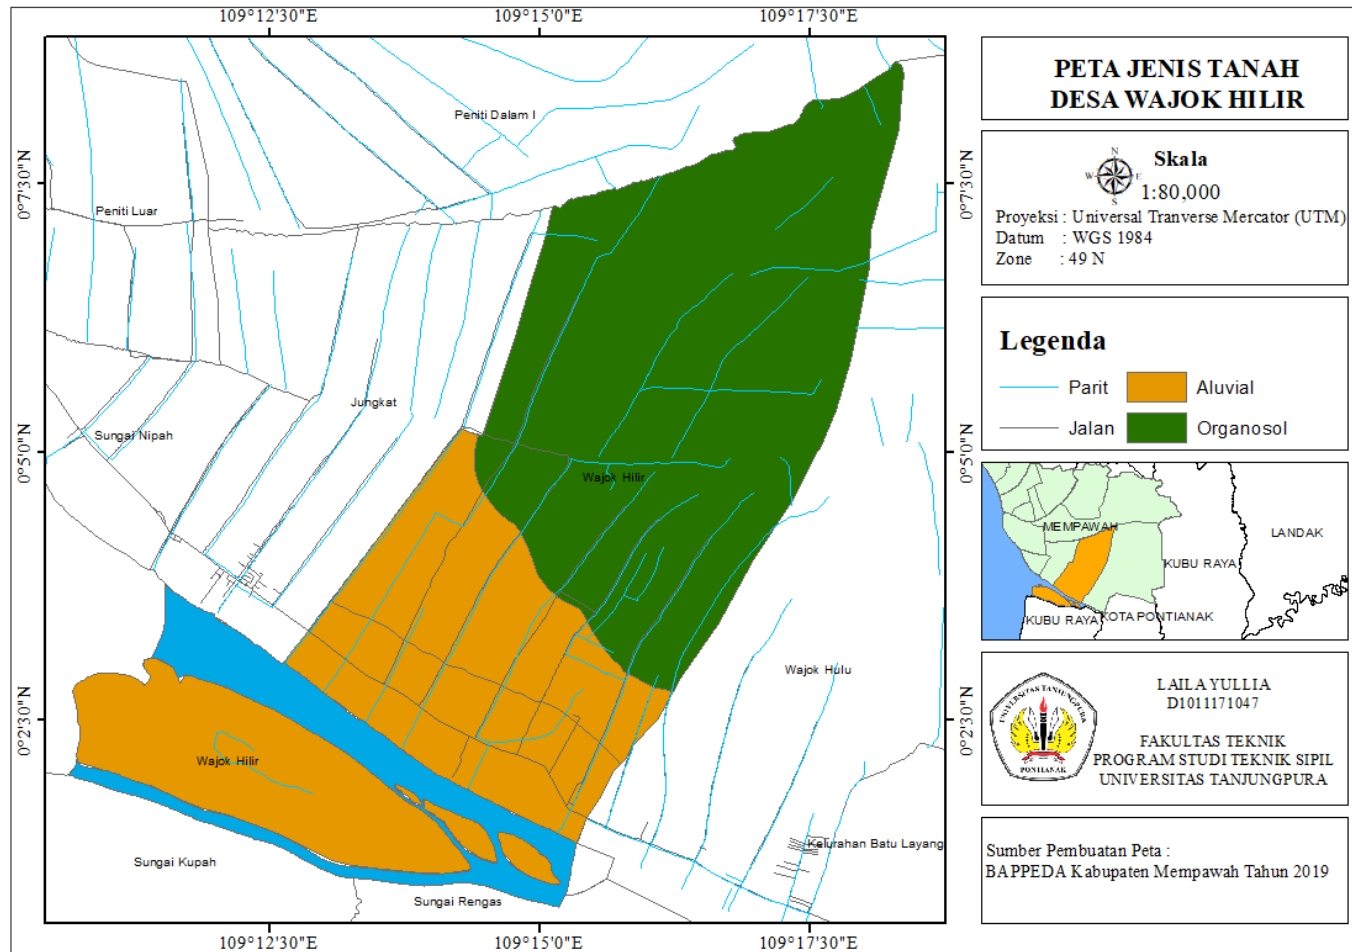 109°12'30"E
109°15'0"E
109°17'30"E
0°7'30"N
0°5'0"N
0°2'30"N
Peniti Dalam I
Peniti Luar
Jungkat
Sungai Nipah
Wajok Hilir
Wajok Hulu
Wajok Hilir
Kelurahan Batu Layang
Sungai Kupah
Sungai Rengas
0°7'30"N
0°5'0"N
0°2'30"N
109°12'30"E
109°15'0"E
109°17'30"E
PETA JENIS TANAH
DESA WAJOK HILIR
N
W E
S
Skala
1:80,000
Proyeksi : Universal Tranverse Mercator (UTM)
Datum : WGS 1984
Zone : 49 N
Legenda
Parit Aluvial
Jalan Organosol
MEMPAWAH
LANDAK
KUBU RAYA
KUBU RAYA KOTA PONTIANAK
UNIVERSITAS TANJUNGPURA
PONTIANAK
LAILA YULLIA
D1011171047
FAKULTAS TEKNIK
PROGRAM STUDI TEKNIK SIPIL
UNIVERSITAS TANJUNGPURA
Sumber Pembuatan Peta :
BAPPEDA Kabupaten Mempawah Tahun 2019